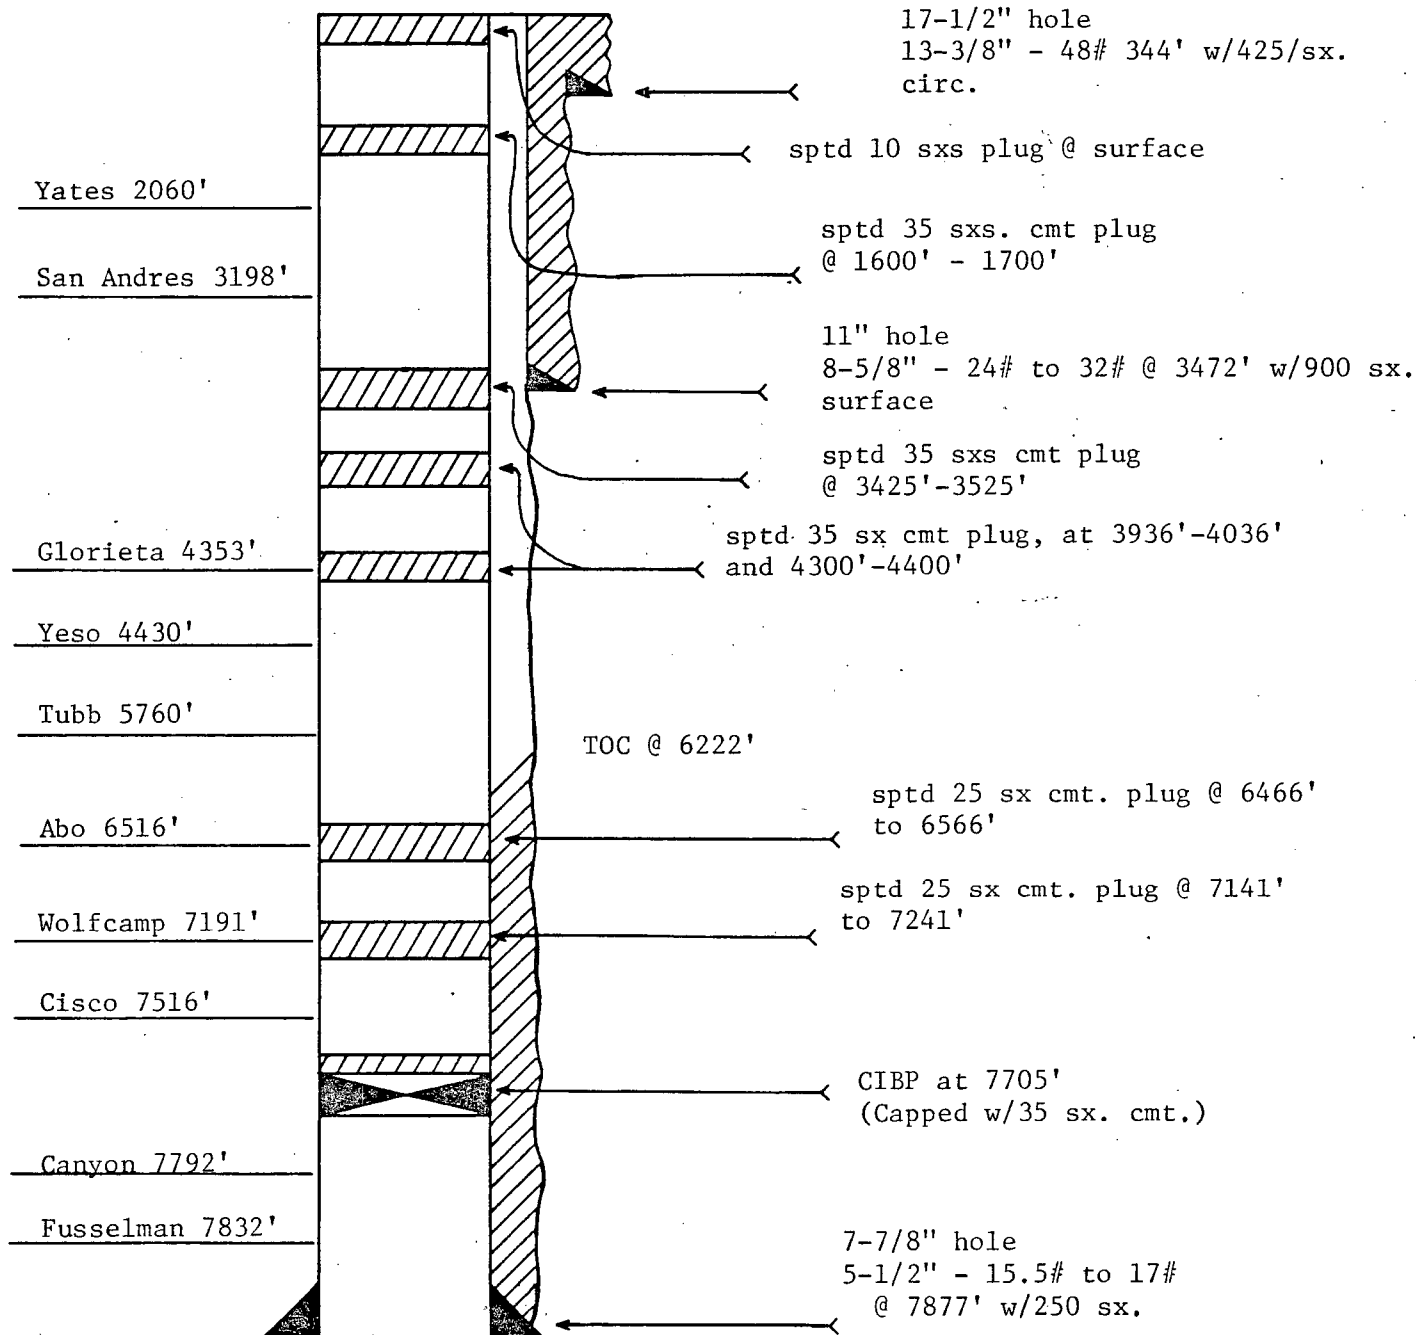 17-1/2" hole
13-3/8" - 48# 344' w/425/sx.
circ.
sptd 10 sxs plug @ surface
Yates 2060'
sptd 35 sxs. cmt plug
@ 1600' - 1700'
San Andres 3198'
11" hole
8-5/8" - 24# to 32# @ 3472' w/900 sx.
surface
sptd 35 sxs cmt plug
@ 3425'-3525'
sptd 35 sx cmt plug, at 3936'-4036'
and 4300'-4400'
Glorieta 4353'
Yeso 4430'
Tubb 5760'
TOC @ 6222'
sptd 25 sx cmt. plug @ 6466'
to 6566'
Abo 6516'
sptd 25 sx cmt. plug @ 7141'
to 7241'
Wolfcamp 7191'
Cisco 7516'
CIBP at 7705'
(Capped w/35 sx. cmt.)
Canyon 7792'
Fusselman 7832'
7-7/8" hole
5-1/2" - 15.5# to 17#
@ 7877' w/250 sx.